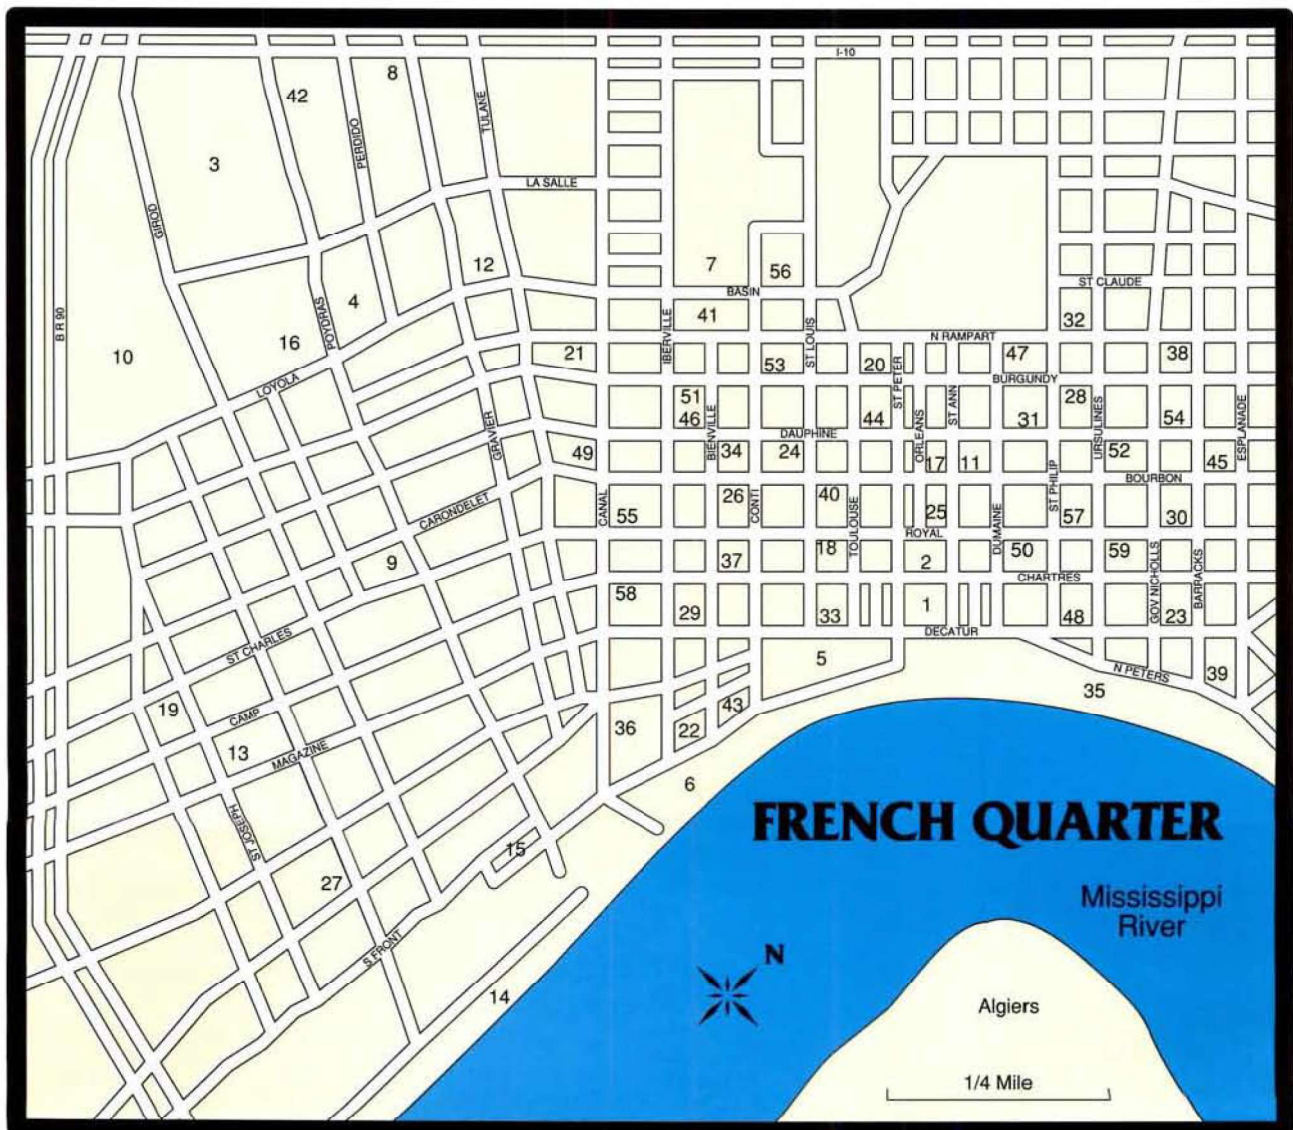 I-10
8
42
TULANE
PERDIDO
3
LA SALLE
GIROD
12
7
56
BASIN
ST CLAUDE
4
B R 90
POYDRAS
41
32
16
IBERVILLE
ST LOUIS
N RAMPART
10
21
53
20
ST PETER
47
38
LOYOLA
BURGUNDY
51
46
BIENVILLE
44
ORLEANS
ST ANN
31
28
URSULINES
54
ESPLANADE
GRAVIER
DAUPHINE
49
34
24
17
11
52
45
BOURBON
CARONDELET
CANAL
26
CONTI
40
ST PHILIP
55
TOULOUSE
25
DUMAINE
57
30
ROYAL
9
37
18
2
50
59
CHARTRES
GOV NICHOLLS
BARRACKS
58
29
33
1
48
23
DECATUR
ST CHARLES
5
N PETERS
39
35
19
CAMP
43
36
22
13
MAGAZINE
6
FRENCH QUARTER
ST JOSEPH
15
27
Mississippi
River
S FRONT
N
14
Algiers
1/4 Mile